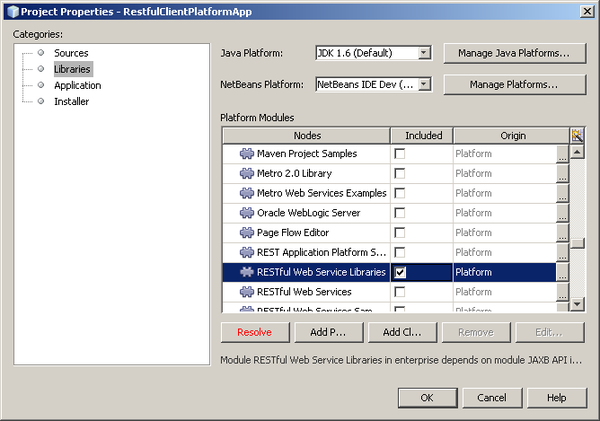 Project Properties - RestfulClientPlatformApp
Categories:
Sources
Libraries
Application
Installer
Java Platform: JDK 1.6 (Default) Manage Java Platforms...
NetBeans Platform: NetBeans IDE Dev (... Manage Platforms...
Platform Modules
Nodes Included Origin
Maven Project Samples Platform ...
Metro 2.0 Library Platform ...
Metro Web Services Examples Platform ...
Oracle WebLogic Server Platform ...
Page Flow Editor Platform ...
REST Application Platform S... Platform ...
RESTful Web Service Libraries Platform ...
RESTful Web Services Platform ...
RESTful Web Services Sam... Platform ...
Resolve Add P... Add Cl... Remove Edit...
Module RESTful Web Service Libraries in enterprise depends on module JAXB API i...
OK Cancel Help